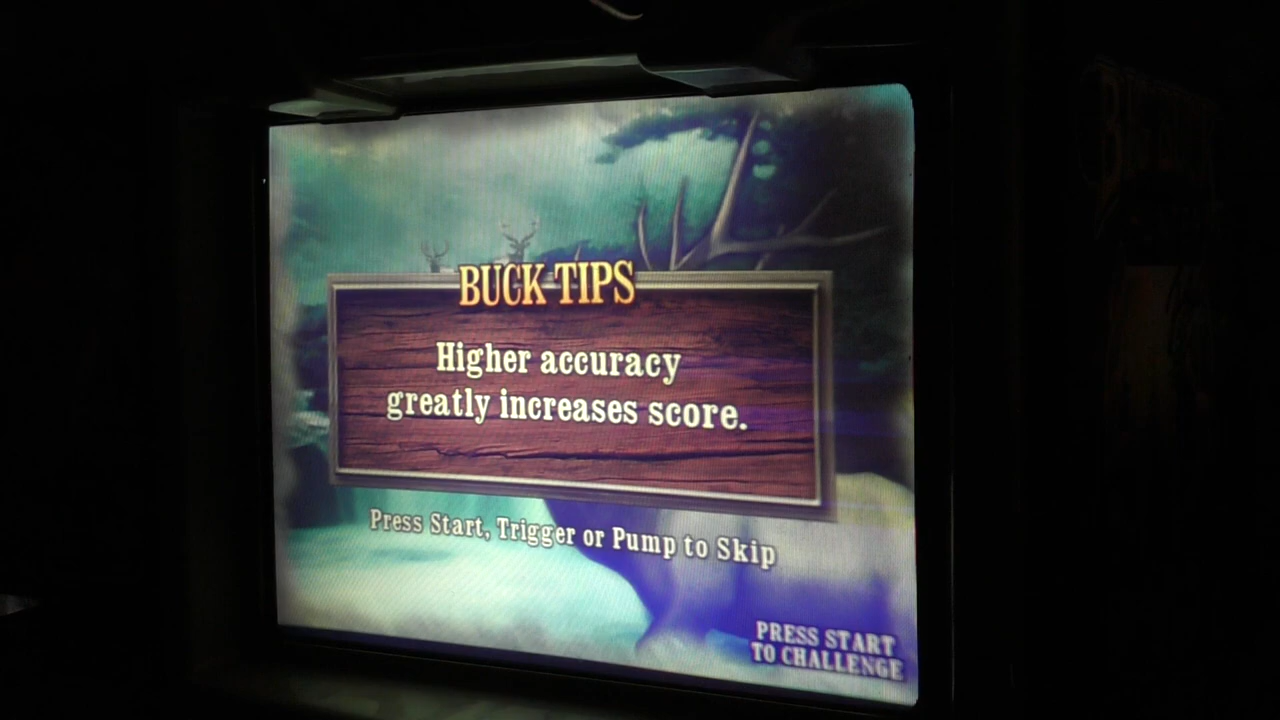 BUCK TIPS
Higher accuracy
greatly increases score.
Press Start, Trigger or Pump to Skip
PRESS START
TO CHALLENGE